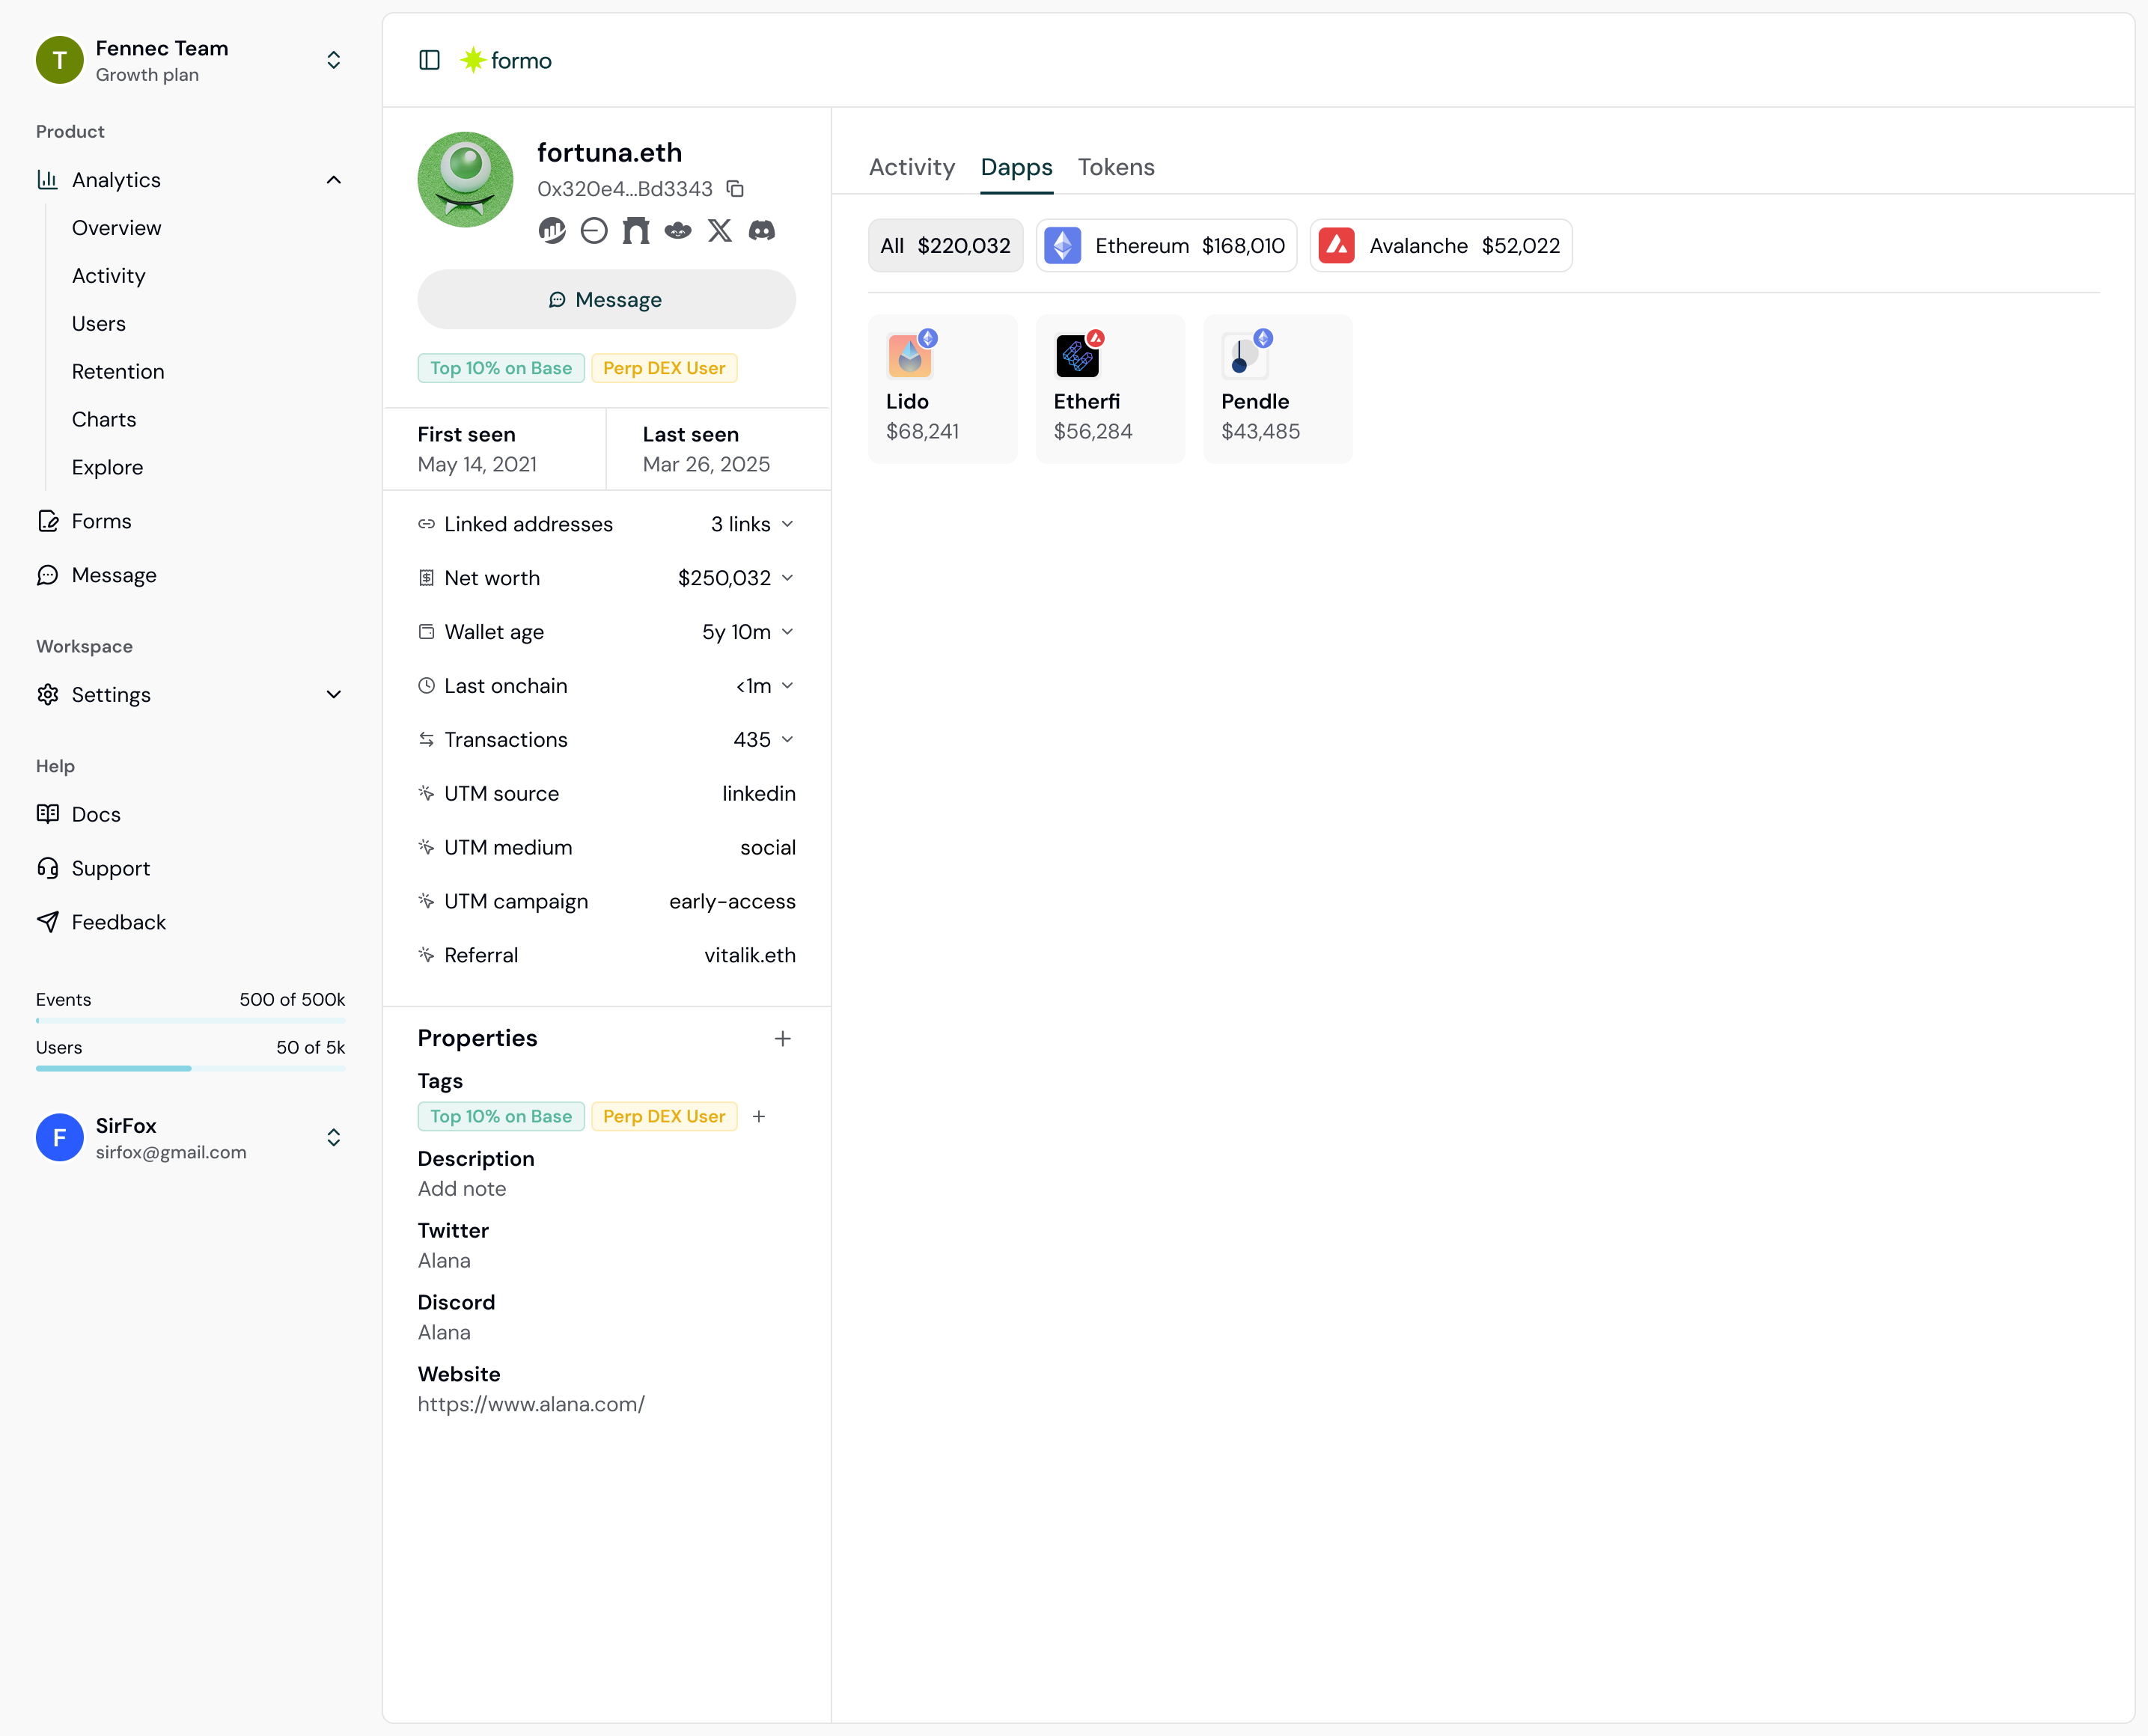 T
Fennec Team
Growth plan
Product
Analytics
Overview
Activity
Users
Retention
Charts
Explore
Forms
Message
Workspace
Settings
Help
Docs
Support
Feedback
Events 500 of 500k
Users 50 of 5k
F
SirFox
sirfox@gmail.com
formo
fortuna.eth
0x320e4...Bd3343
Message
Top 10% on Base Perp DEX User
First seen
May 14, 2021
Last seen
Mar 26, 2025
Linked addresses 3 links
Net worth $250,032
Wallet age 5y 10m
Last onchain <1m
Transactions 435
UTM source linkedin
UTM medium social
UTM campaign early-access
Referral vitalik.eth
Properties
Tags
Top 10% on Base Perp DEX User
Description
Add note
Twitter
Alana
Discord
Alana
Website
https://www.alana.com/
Activity Dapps Tokens
All $220,032 Ethereum $168,010 Avalanche $52,022
Lido
$68,241
Etherfi
$56,284
Pendle
$43,485